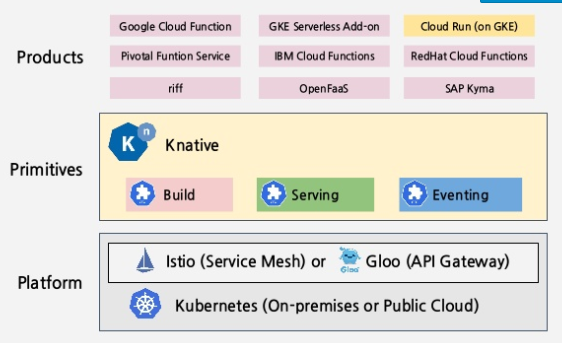 Products
Google Cloud Function
GKE Serverless Add-on
Cloud Run (on GKE)
Pivotal Funtion Service
IBM Cloud Functions
RedHat Cloud Functions
riff
OpenFaaS
SAP Kyma
Primitives
K n
Knative
Build
Serving
Eventing
Platform
Istio (Service Mesh) or Gloo Gloo (API Gateway)
Kubernetes (On-premises or Public Cloud)